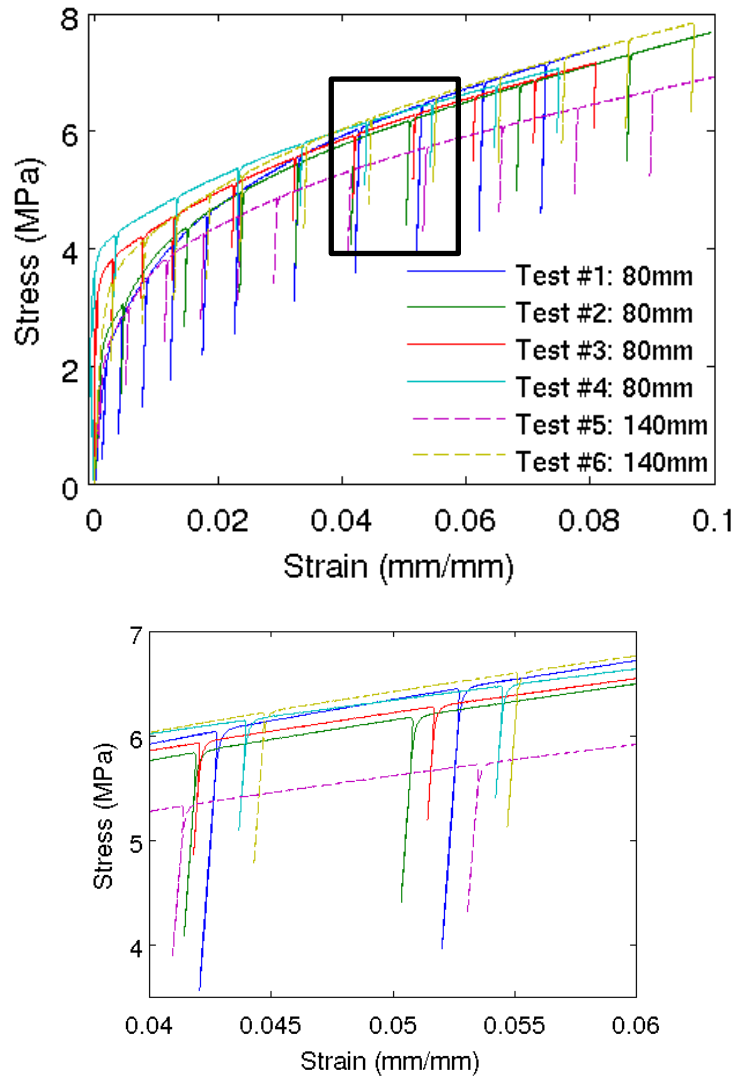 8
6
4
2
0
Stress (MPa)
Test #1: 80mm
Test #2: 80mm
Test #3: 80mm
Test #4: 80mm
Test #5: 140mm
Test #6: 140mm
0 0.02 0.04 0.06 0.08 0.1
Strain (mm/mm)
7
6
5
4
Stress (MPa)
0.04 0.045 0.05 0.055 0.06
Strain (mm/mm)